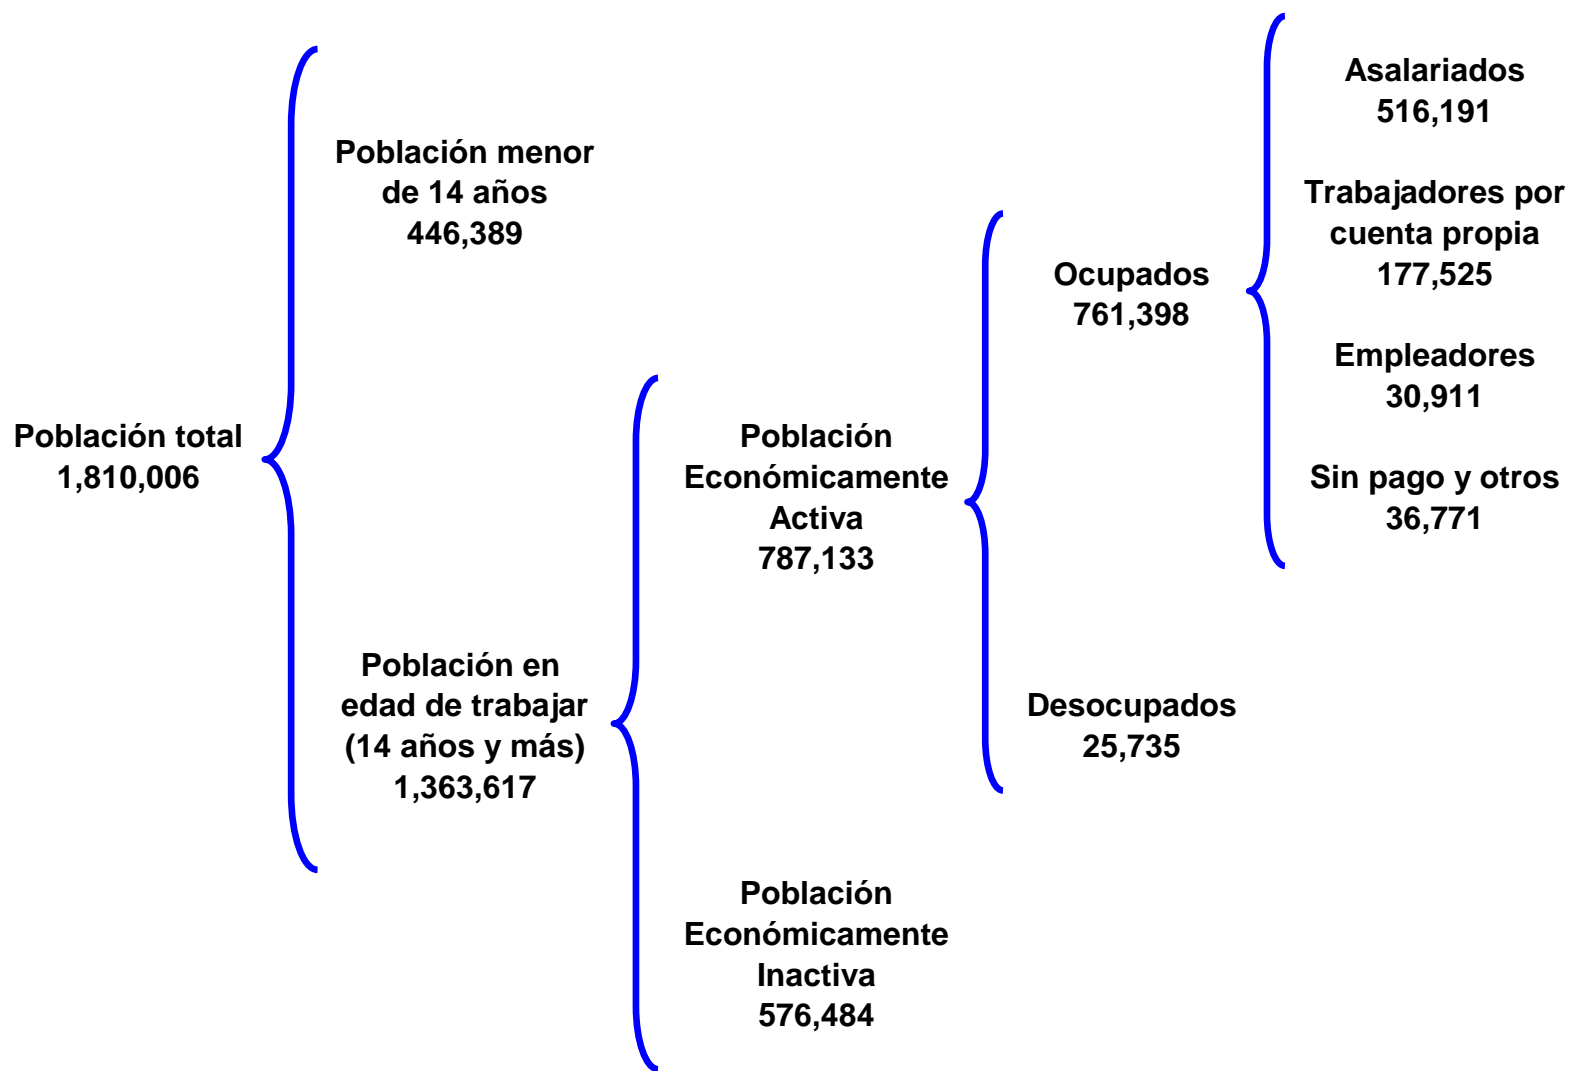 Población total
1,810,006
Población menor
de 14 años
446,389
Población en
edad de trabajar
(14 años y más)
1,363,617
Población
Económicamente
Activa
787,133
Población
Económicamente
Inactiva
576,484
Ocupados
761,398
Desocupados
25,735
Asalariados
516,191
Trabajadores por
cuenta propia
177,525
Empleadores
30,911
Sin pago y otros
36,771